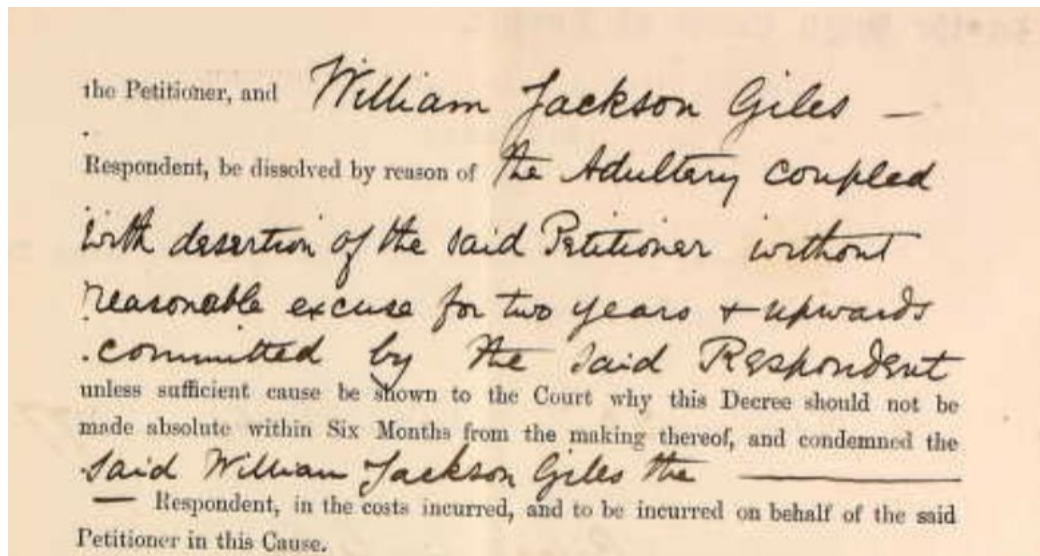 the Petitioner, and William Jackson Giles —
Respondent, be dissolved by reason of the Adultery coupled
with desertion of the said Petitioner without
reasonable excuse for two years + upwards
committed by the said Respondent
unless sufficient cause be shown to the Court why this Decree should not be
made absolute within Six Months from the making thereof, and condemned the
said William Jackson Giles the —
— Respondent, in the costs incurred, and to be incurred on behalf of the said
Petitioner in this Cause.